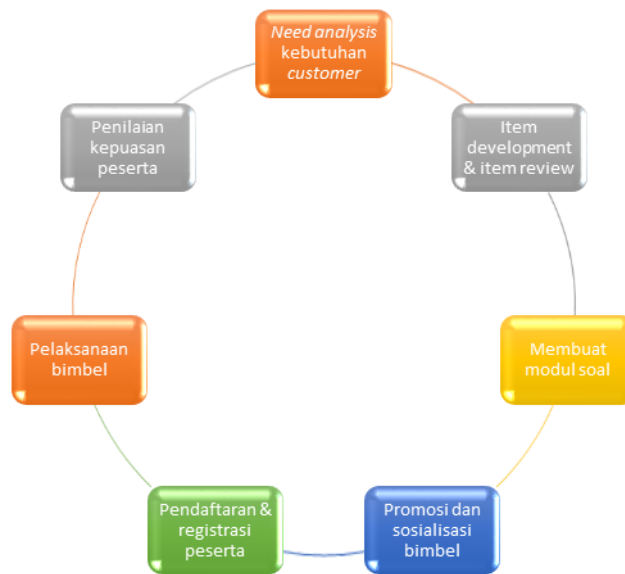 Need analysis
kebutuhan
customer
Item
development
& item review
Membuat
modul soal
Promosi dan
sosialisasi
bimbel
Pendaftaran &
registrasi
peserta
Pelaksanaan
bimbel
Penilaian
kepuasan
peserta